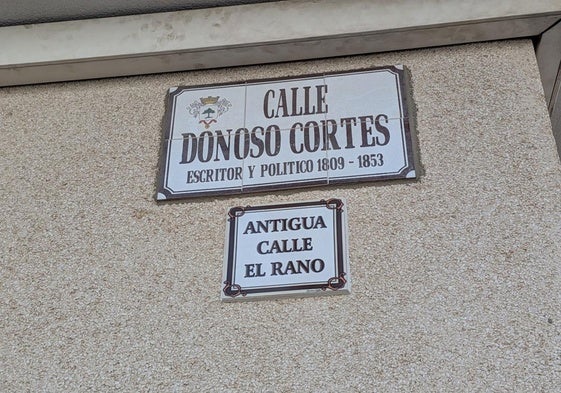 CALLE
DONOSO CORTES
ESCRITOR Y POLITICO 1809 - 1853
ANTIGUA
CALLE
EL RANO